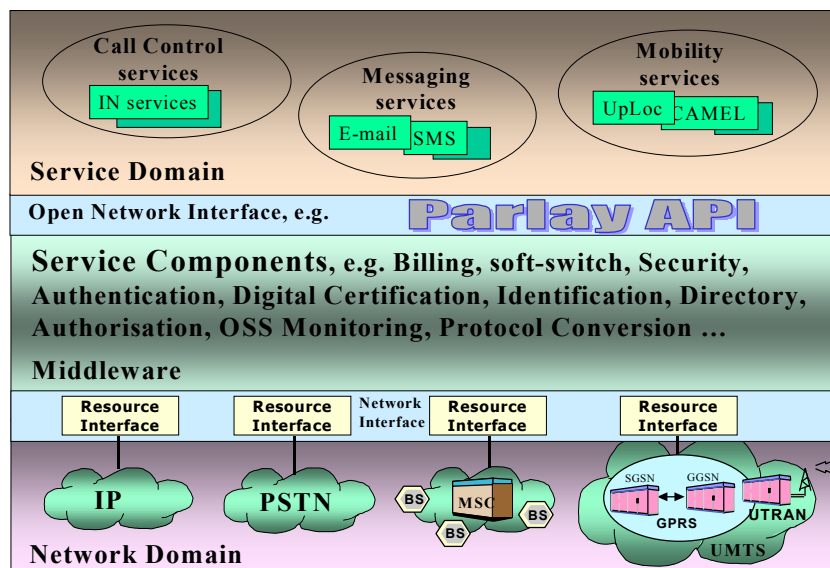 Call Control
services
IN services
Messaging
services
E-mail
SMS
Mobility
services
UpLoc
CAMEL
Service Domain
Open Network Interface, e.g.
Parlay API
Service Components, e.g. Billing, soft-switch, Security,
Authentication, Digital Certification, Identification, Directory,
Authorisation, OSS Monitoring, Protocol Conversion ...
Middleware
Resource
Interface
Resource
Interface
Network
Interface
Resource
Interface
Resource
Interface
IP
PSTN
BS
MSC
BS
BS
SGSN
GGSN
GPRS
UTRAN
UMTS
Network Domain